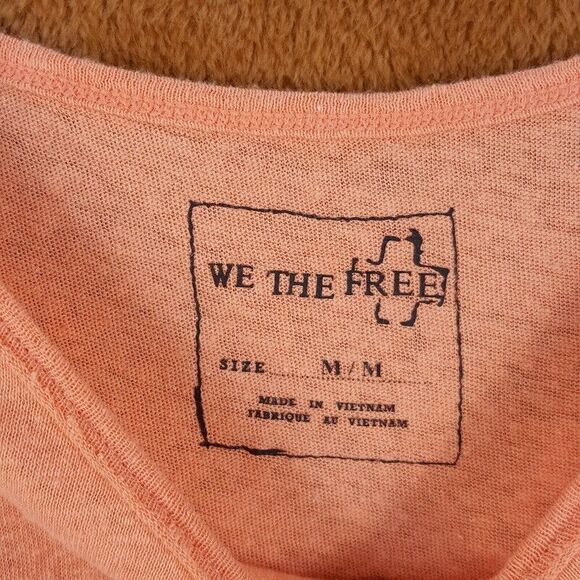 WE THE FREE
SIZE M/M
MADE IN VIETNAM
FABRIQUE AU VIETNAM